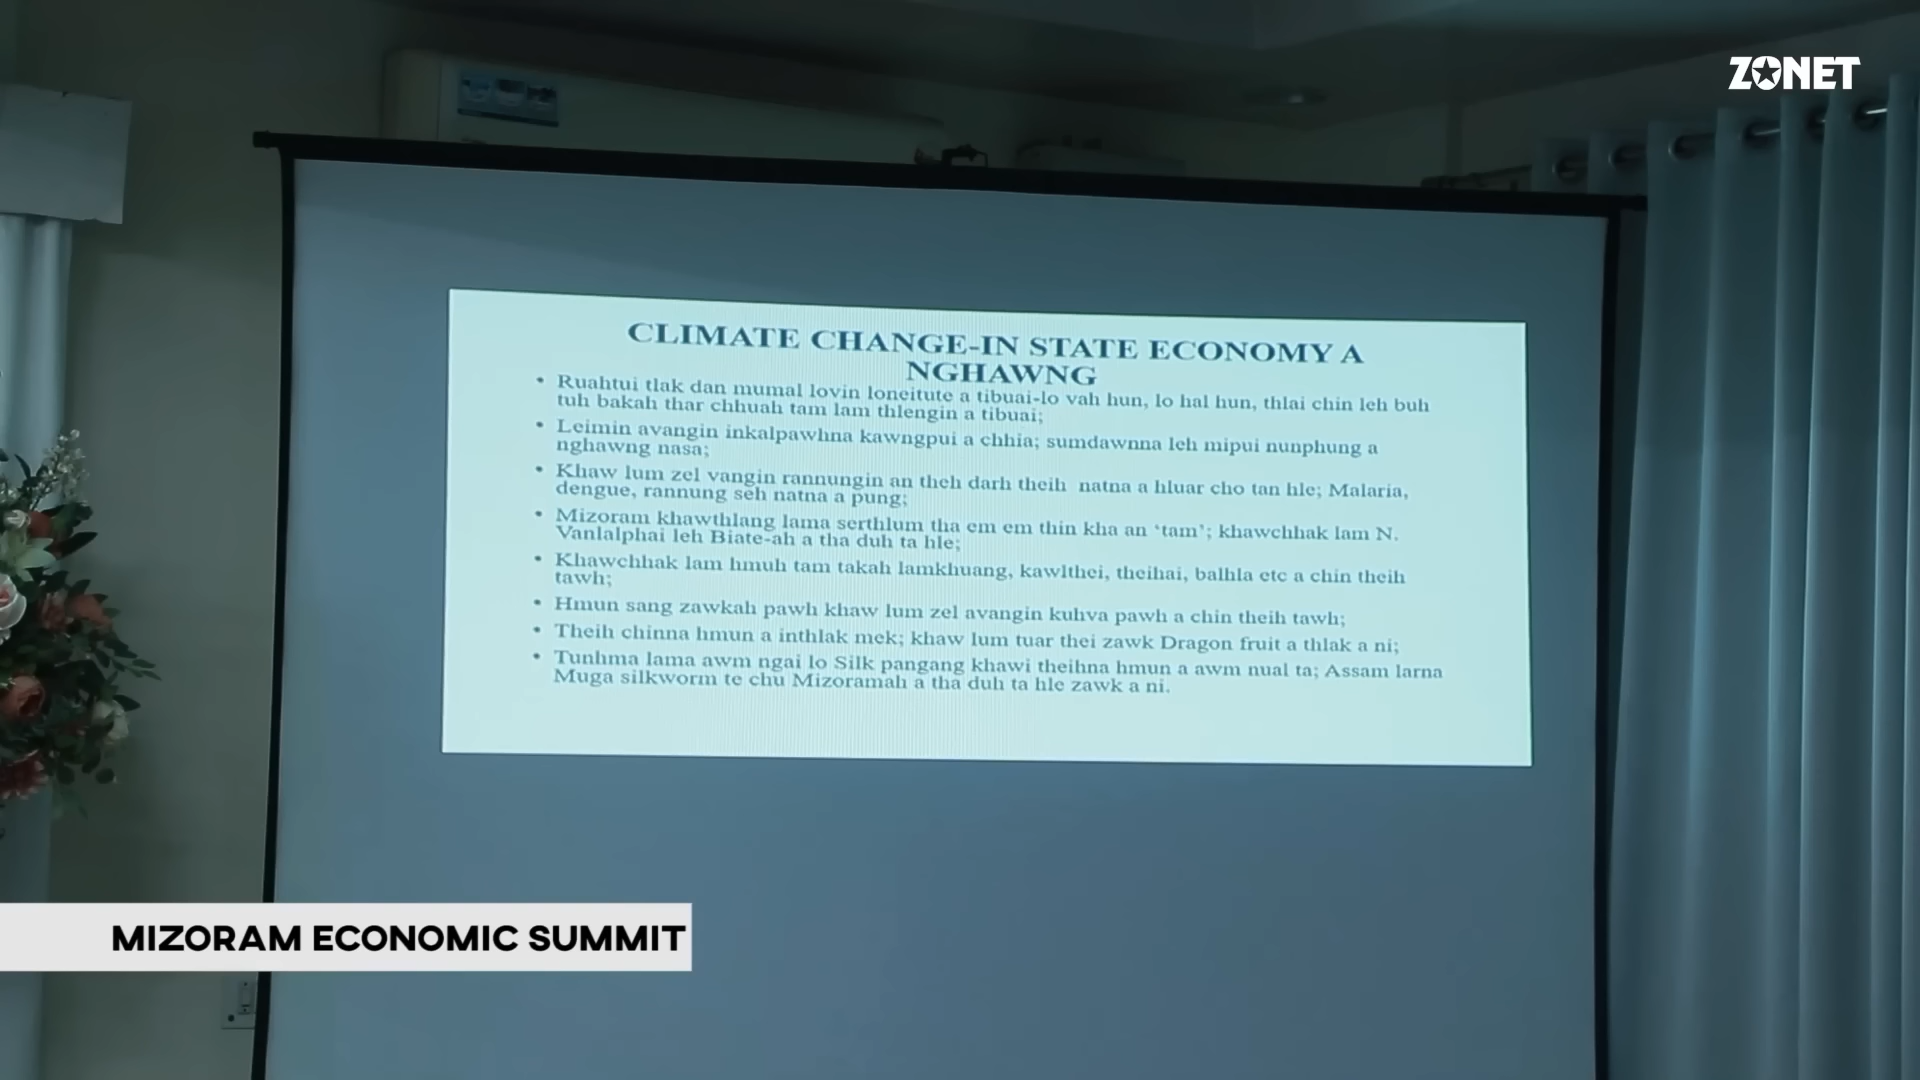 ZONET
CLIMATE CHANGE-IN STATE ECONOMY A
NGHAWNG
• Ruahtui tlak dan mumal lovin loneitute a tibuai-lo vah hun, lo hal hun, thlai chin leh buh
tuh bakah thar chhuah tam lam thlengin a tibuai;
• Leimin avangin inkalpawhna kawngpui a chhia; sumdawnna leh mipui nunphung a
nghawng nasa;
• Khaw lum zel vangin rannungin an theh darh theih natna a hluar cho tan hle; Malaria,
dengue, rannung seh natna a pung;
• Mizoram khawthlang lama serthlum tha em em thin kha an ‘tam’; khawchhak lam N.
Vanlalphai leh Biate-ah a tha duh ta hle;
• Khawchhak lam hmuh tam takah lamkhuang, kawlthei, theihai, balhla etc a chin theih
tawh;
• Hmun sang zawkah pawh khaw lum zel avangin kuhva pawh a chin theih tawh;
• Theih chinna hmun a inthlak mek; khaw lum tuar thei zawk Dragon fruit a thlak a ni;
• Tunhma lama awm ngai lo Silk pangang khawi theihna hmun a awm nual ta; Assam larna
Muga silkworm te chu Mizoramah a tha duh ta hle zawk a ni.
MIZORAM ECONOMIC SUMMIT